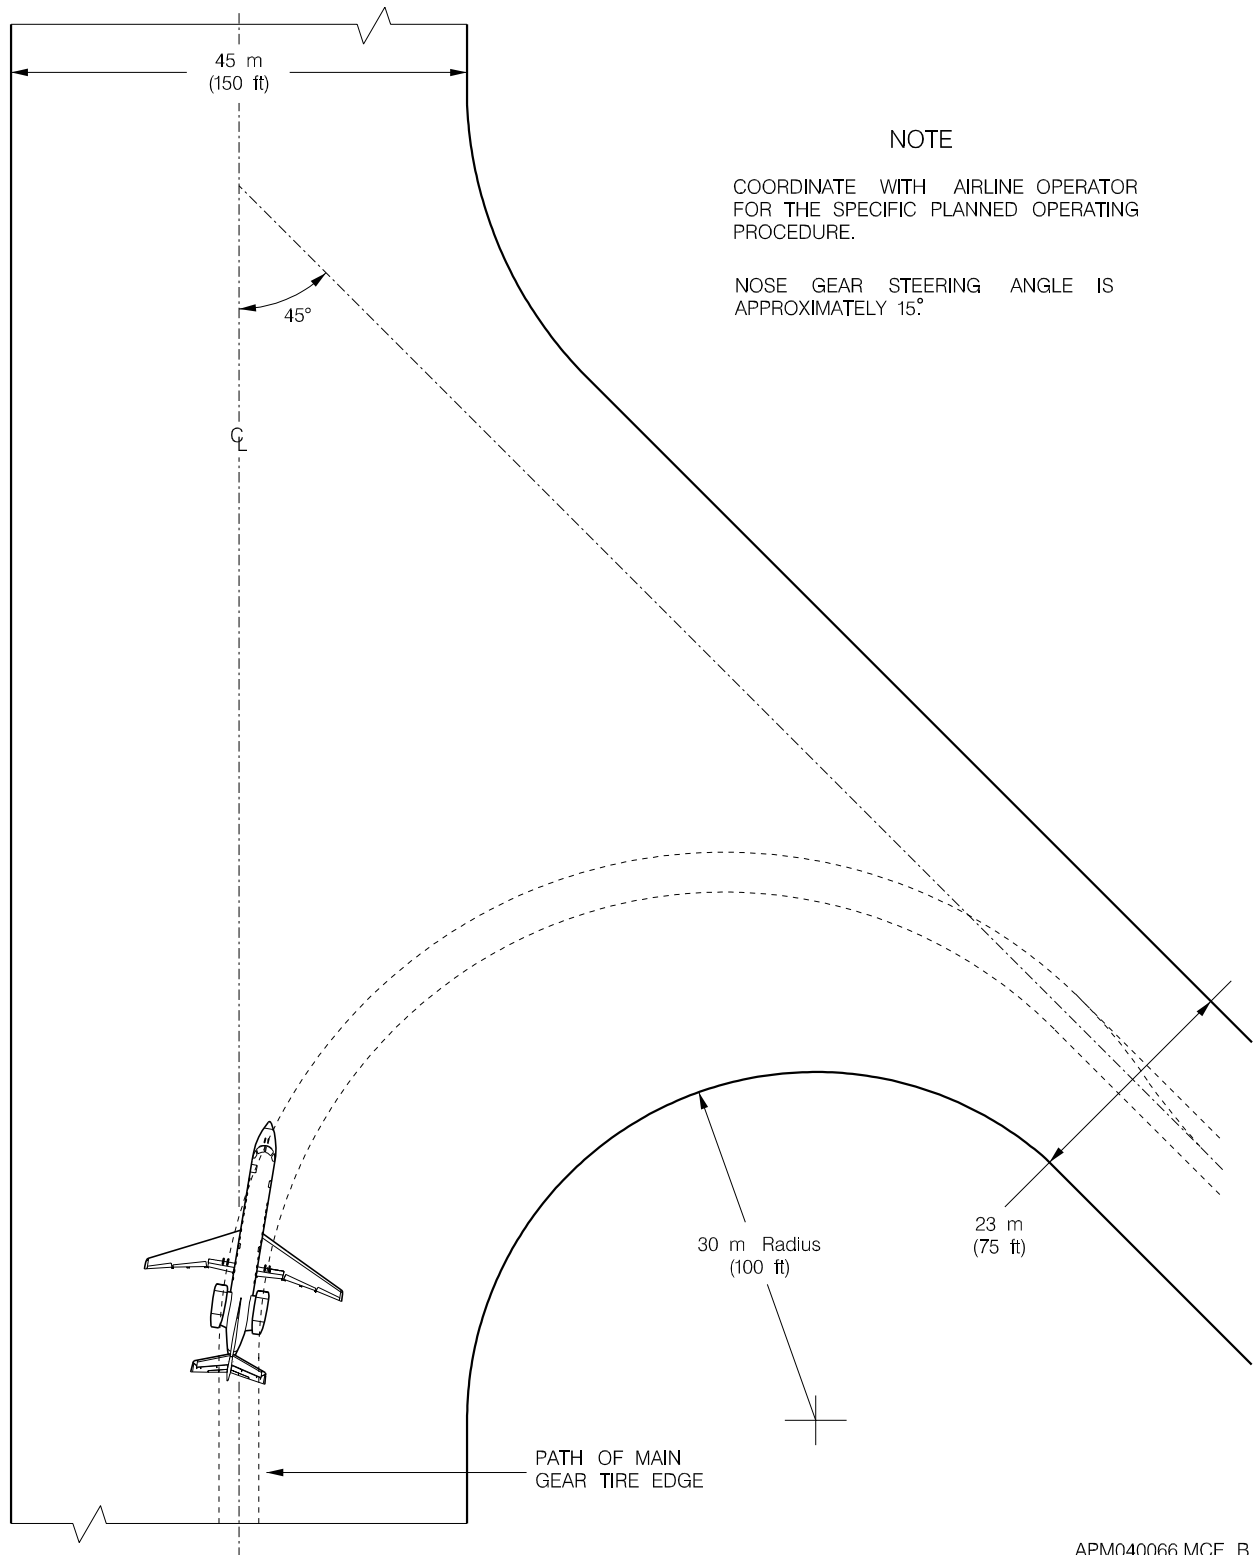 45 m
(150 ft)
NOTE
COORDINATE WITH AIRLINE OPERATOR
FOR THE SPECIFIC PLANNED OPERATING
PROCEDURE.
NOSE GEAR STEERING ANGLE IS
APPROXIMATELY 15°.
45°
CL
23 m
(75 ft)
30 m Radius
(100 ft)
PATH OF MAIN
GEAR TIRE EDGE
APM040066.MCE B